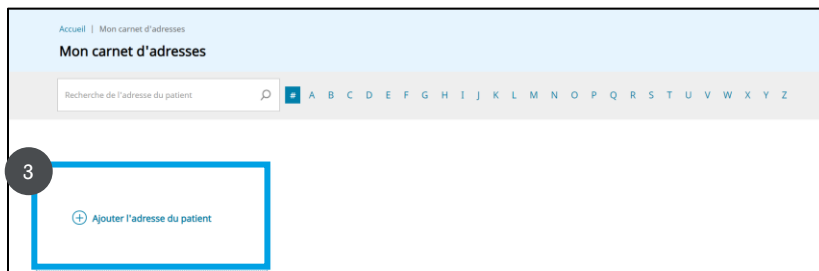 Accueil | Mon carnet d'adresses
Mon carnet d'adresses
Recherche de l'adresse du patient
# A B C D E F G H I J K L M N O P Q R S T U V W X Y Z
3
Ajouter l'adresse du patient